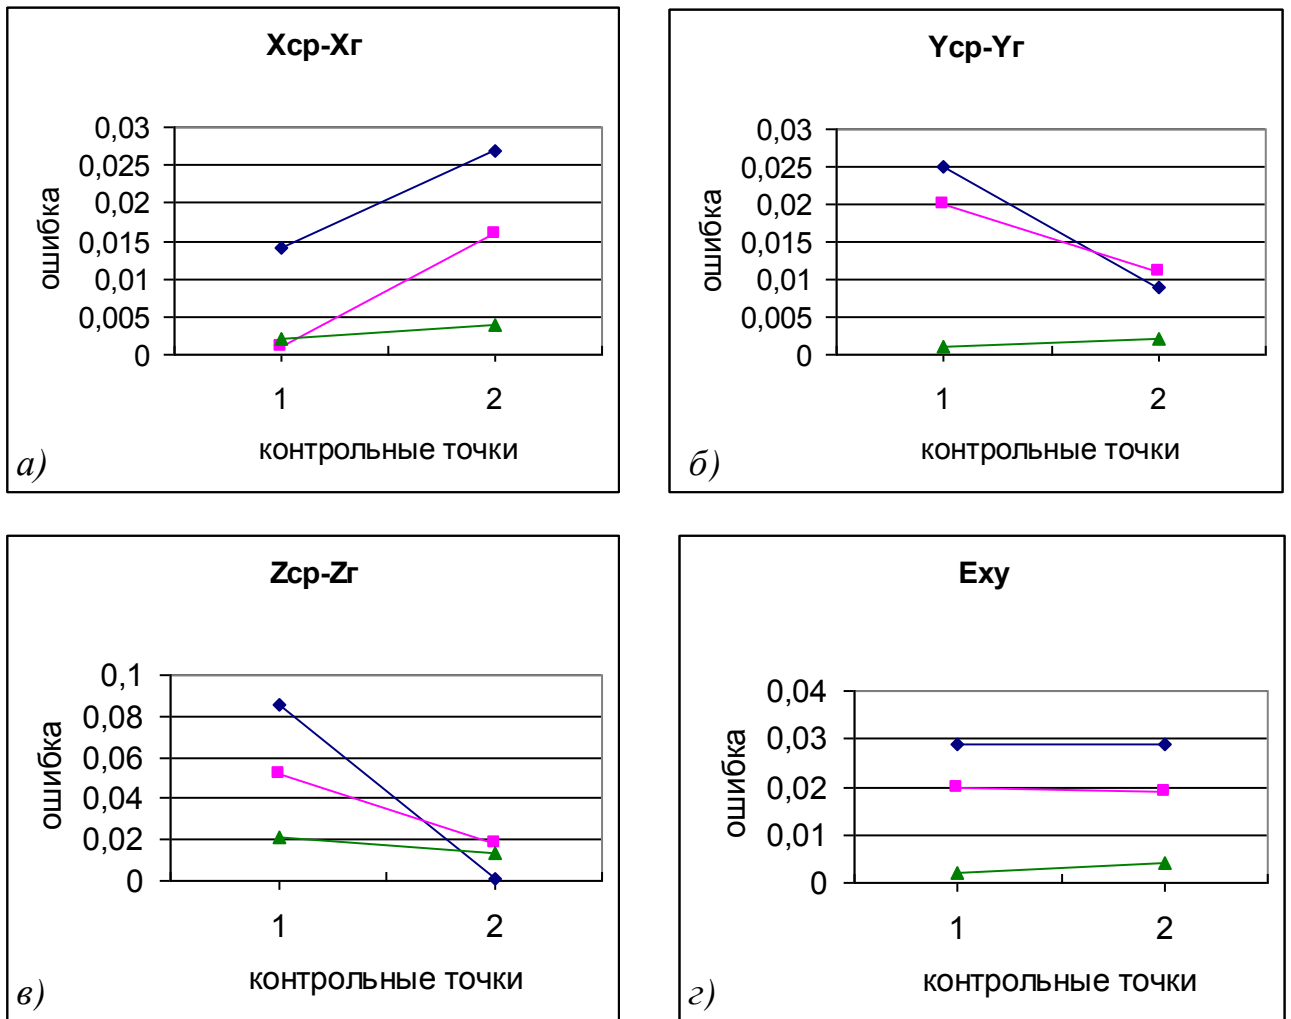 Xср-Xг
ошибка
0,03
0,025
0,02
0,015
0,01
0,005
0
1 2
контрольные точки
а)
Yср-Yг
ошибка
0,03
0,025
0,02
0,015
0,01
0,005
0
1 2
контрольные точки
б)
Zср-Zг
ошибка
0,1
0,08
0,06
0,04
0,02
0
1 2
контрольные точки
в)
Exy
ошибка
0,04
0,03
0,02
0,01
0
1 2
контрольные точки
г)